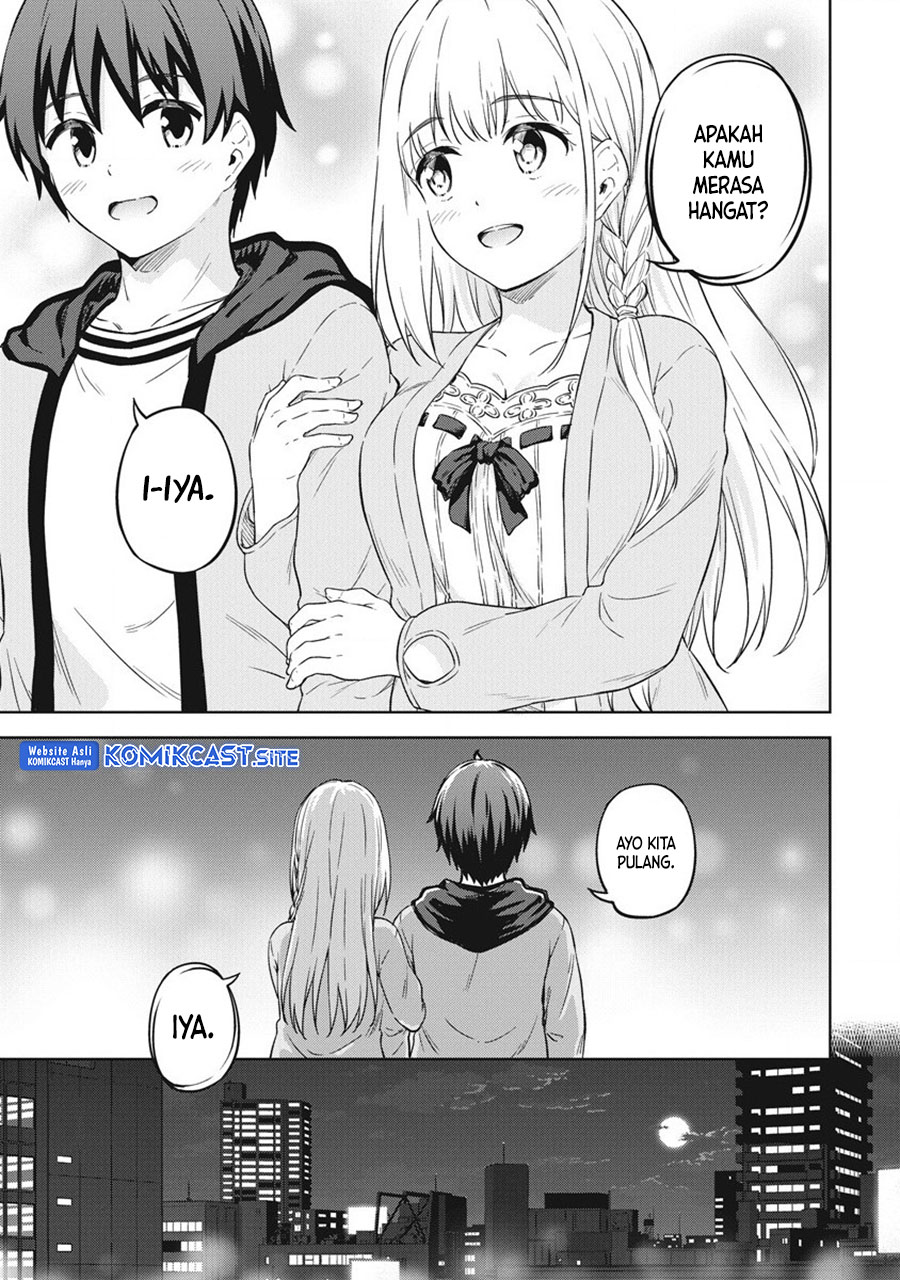 APAKAH
KAMU
MERASA
HANGAT?
I-IYA.
Website Asli
KOMIKCAST Hanya
KOMIKCAST.SITE
AYO KITA
PULANG.
IYA.